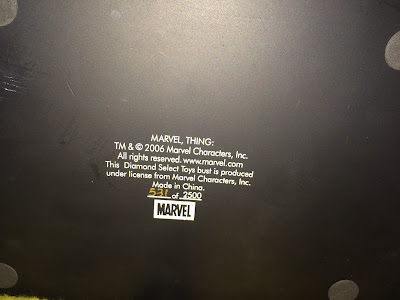 MARVEL, THING:
TM & © 2006 Marvel Characters, Inc.
All rights reserved. www.marvel.com
This Diamond Select Toys bust is produced
under license from Marvel Characters, Inc.
Made in China.
531 of 2500
MARVEL